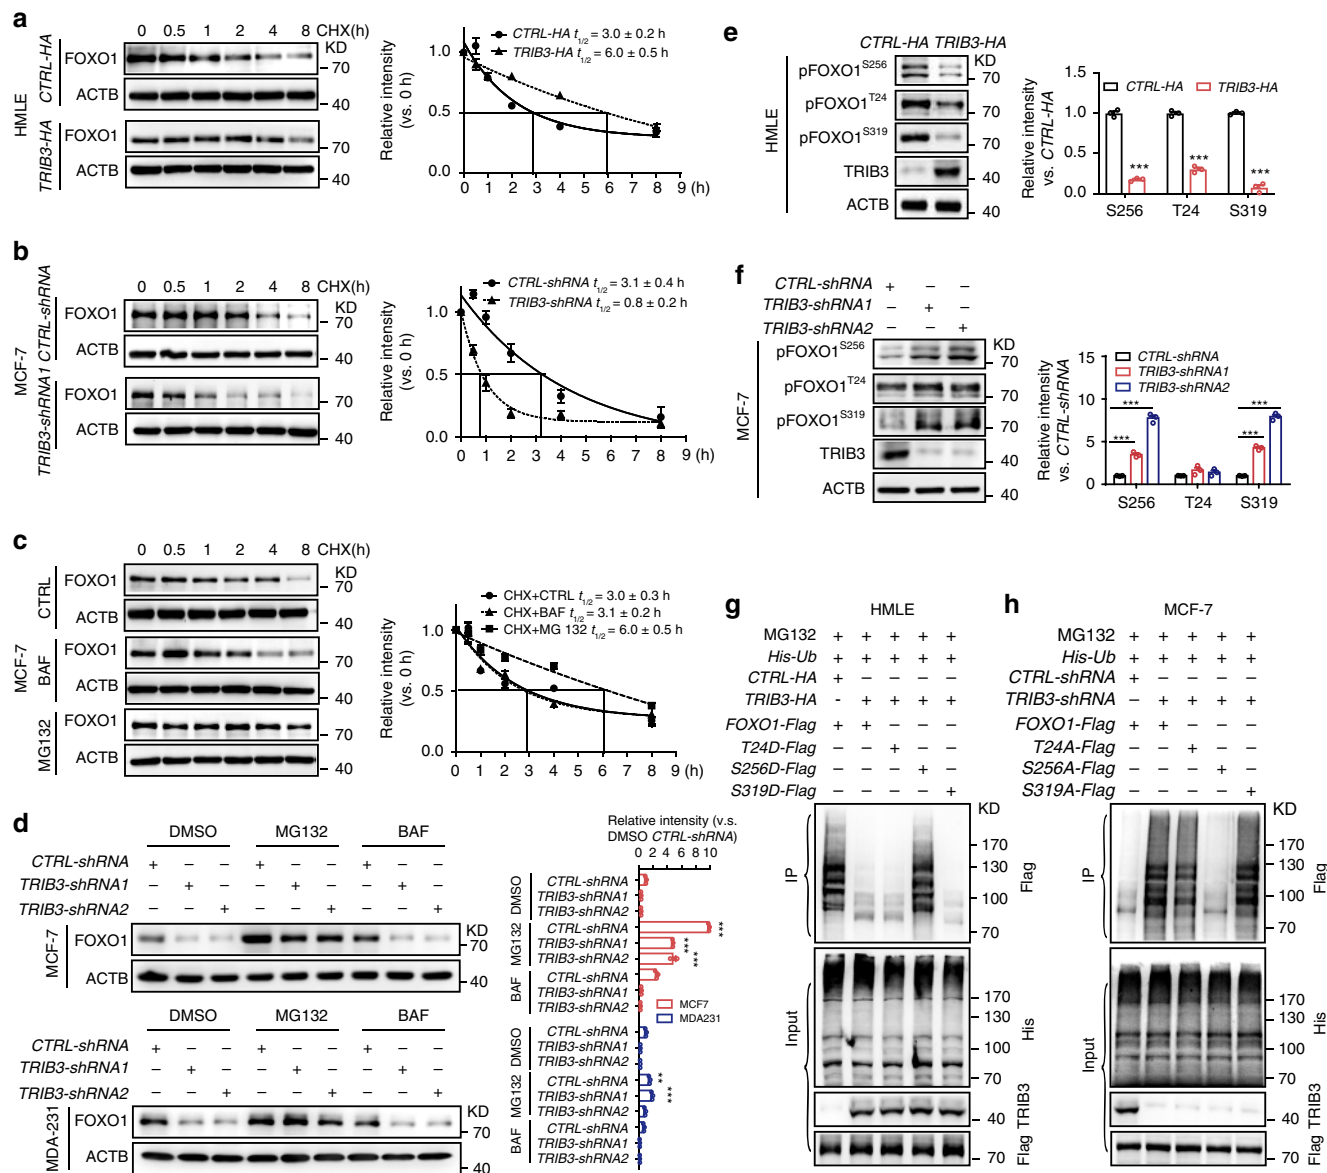 a
0 0.5 1 2 4 8 CHX(h)
HMLE
CTRL-HA
FOXO1
KD
70
ACTB
40
TRIB3-HA
FOXO1
70
ACTB
40
CTRL-HA t1/2 = 3.0 ± 0.2 h
TRIB3-HA t1/2 = 6.0 ± 0.5 h
Relative intensity
(vs. 0 h)
1.0
0.5
0.0
0 1 2 3 4 5 6 7 8 9 (h)
b
0 0.5 1 2 4 8 CHX(h)
MCF-7
CTRL-shRNA
FOXO1
KD
70
ACTB
40
TRIB3-shRNA1
FOXO1
70
ACTB
40
CTRL-shRNA t1/2 = 3.1 ± 0.4 h
TRIB3-shRNA t1/2 = 0.8 ± 0.2 h
Relative intensity
(vs. 0 h)
1.0
0.5
0.0
0 1 2 3 4 5 6 7 8 9 (h)
c
0 0.5 1 2 4 8 CHX(h)
MCF-7
CTRL
FOXO1
KD
70
ACTB
40
BAF
FOXO1
70
ACTB
40
MG132
FOXO1
70
ACTB
40
CHX+CTRL t1/2 = 3.0 ± 0.3 h
CHX+BAF t1/2 = 3.1 ± 0.2 h
CHX+MG 132 t1/2 = 6.0 ± 0.5 h
Relative intensity
(vs. 0 h)
1.0
0.5
0.0
0 1 2 3 4 5 6 7 8 9 (h)
d
DMSO MG132 BAF
CTRL-shRNA + – – + – – + – –
TRIB3-shRNA1 – + – – + – – + –
TRIB3-shRNA2 – – + – – + – – +
MCF-7
FOXO1
KD
70
ACTB
40
DMSO MG132 BAF
CTRL-shRNA + – – + – – + – –
TRIB3-shRNA1 – + – – + – – + –
TRIB3-shRNA2 – – + – – + – – +
MDA-231
FOXO1
KD
70
ACTB
40
Relative intensity (v.s.
DMSO CTRL-shRNA)
0 2 4 6 8 10
DMSO
CTRL-shRNA
TRIB3-shRNA1
TRIB3-shRNA2
MG132
CTRL-shRNA ***
TRIB3-shRNA1 ***
TRIB3-shRNA2 ***
BAF
CTRL-shRNA
TRIB3-shRNA1
TRIB3-shRNA2
MCF7
MDA231
DMSO
CTRL-shRNA
TRIB3-shRNA1
TRIB3-shRNA2
MG132
CTRL-shRNA **
TRIB3-shRNA1 ***
TRIB3-shRNA2
BAF
CTRL-shRNA
TRIB3-shRNA1
TRIB3-shRNA2
e
CTRL-HA TRIB3-HA
HMLE
KD
pFOXO1S256
70
pFOXO1T24
70
pFOXO1S319
70
TRIB3
40
ACTB
40
CTRL-HA TRIB3-HA
Relative intensity
vs. CTRL-HA
1.5
1.0
0.5
0.0
*** *** ***
S256 T24 S319
f
CTRL-shRNA + – –
TRIB3-shRNA1 – + –
TRIB3-shRNA2 – – +
MCF-7
KD
pFOXO1S256
70
pFOXO1T24
70
pFOXO1S319
70
TRIB3
40
ACTB
40
CTRL-shRNA
TRIB3-shRNA1
TRIB3-shRNA2
Relative intensity
vs. CTRL-shRNA
15
10
5
0
*** ***
*** ***
S256 T24 S319
g
HMLE
MG132 + + + + +
His-Ub + + + + +
CTRL-HA + – – – –
TRIB3-HA - + + + +
FOXO1-Flag + + – – –
T24D-Flag – – + – –
S256D-Flag – – – + –
S319D-Flag – – – – +
KD
IP
170
130
100
70
Flag
Input
170
130
100
70
His
40
TRIB3
70
Flag
h
MCF-7
MG132 + + + + +
His-Ub + + + + +
CTRL-shRNA + – – – –
TRIB3-shRNA – + + + +
FOXO1-Flag + + – – –
T24A-Flag – – + – –
S256A-Flag – – – + –
S319A-Flag – – – – +
KD
IP
170
130
100
70
Flag
Input
170
130
100
70
His
40
TRIB3
70
Flag